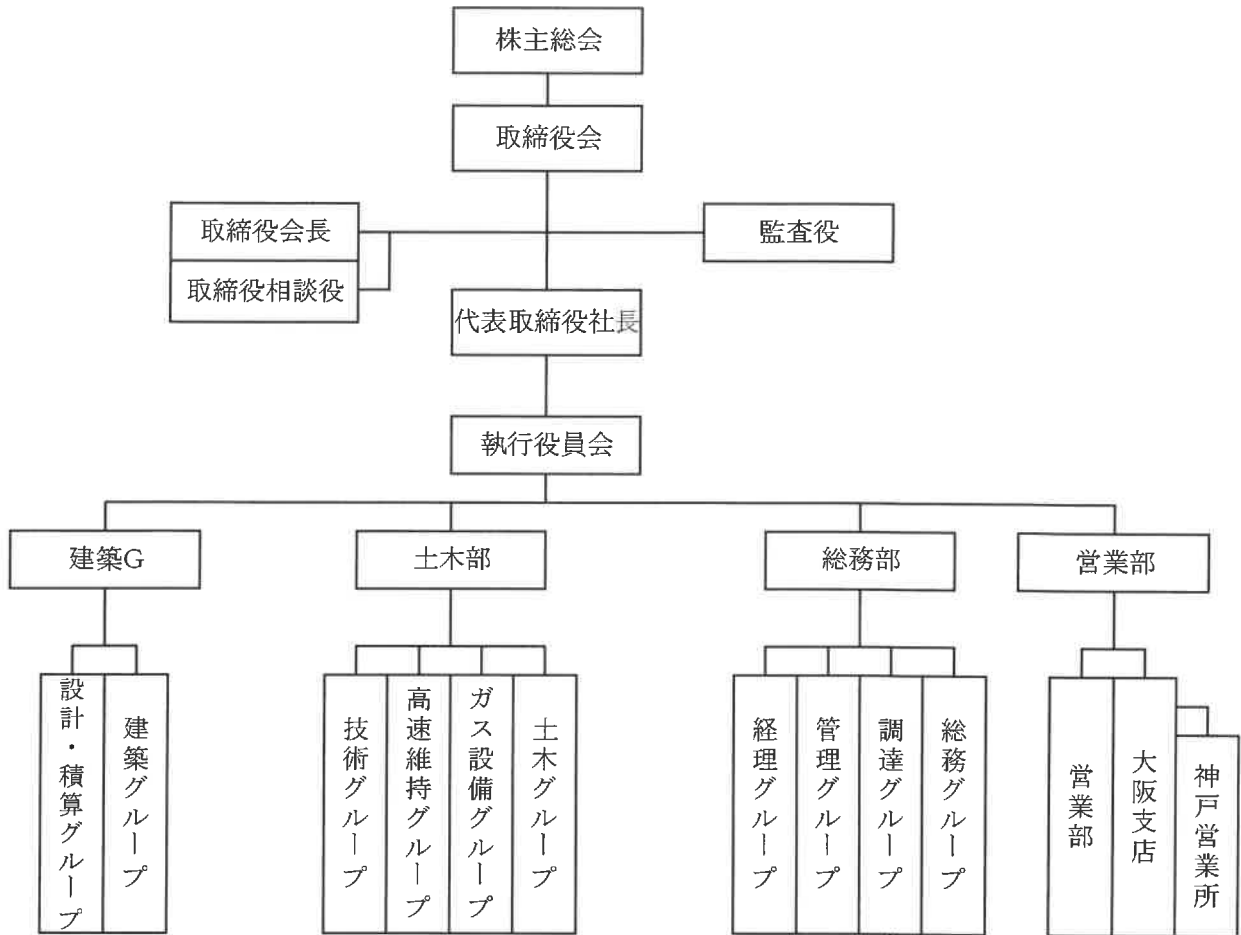 株主総会
取締役会
取締役会長
監査役
取締役相談役
代表取締役社長
執行役員会
建築G
土木部
総務部
営業部
設計・積算グループ
建築グループ
技術グループ
高速維持グループ
ガス設備グループ
土木グループ
経理グループ
管理グループ
調達グループ
総務グループ
営業部
大阪支店
神戸営業所